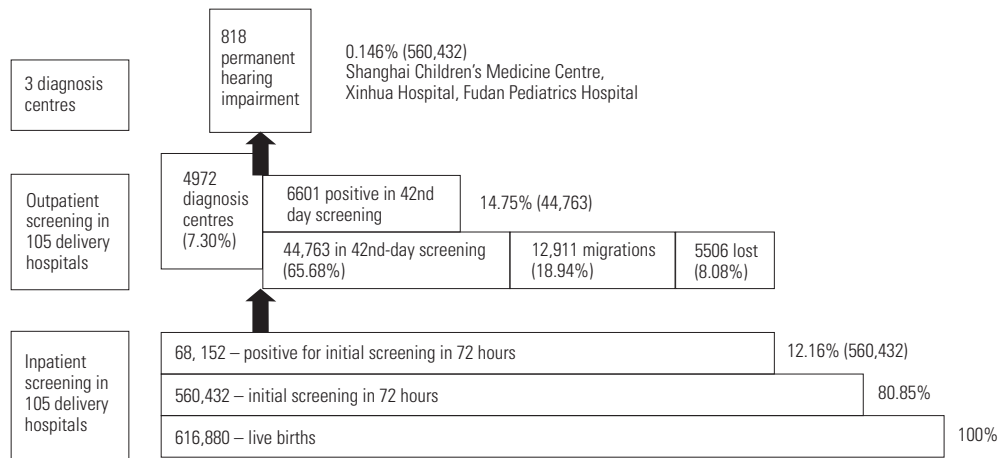 3 diagnosis
centres
818
permanent
hearing
impairment
0.146% (560,432)
Shanghai Children's Medicine Centre,
Xinhua Hospital, Fudan Pediatrics Hospital
Outpatient
screening in
105 delivery
hospitals
4972
diagnosis
centres
(7.30%)
6601 positive in 42nd
day screening
14.75% (44,763)
44,763 in 42nd-day screening
(65.68%)
12,911 migrations
(18.94%)
5506 lost
(8.08%)
Inpatient
screening in
105 delivery
hospitals
68, 152 – positive for initial screening in 72 hours
12.16% (560,432)
560,432 – initial screening in 72 hours
80.85%
616,880 – live births
100%